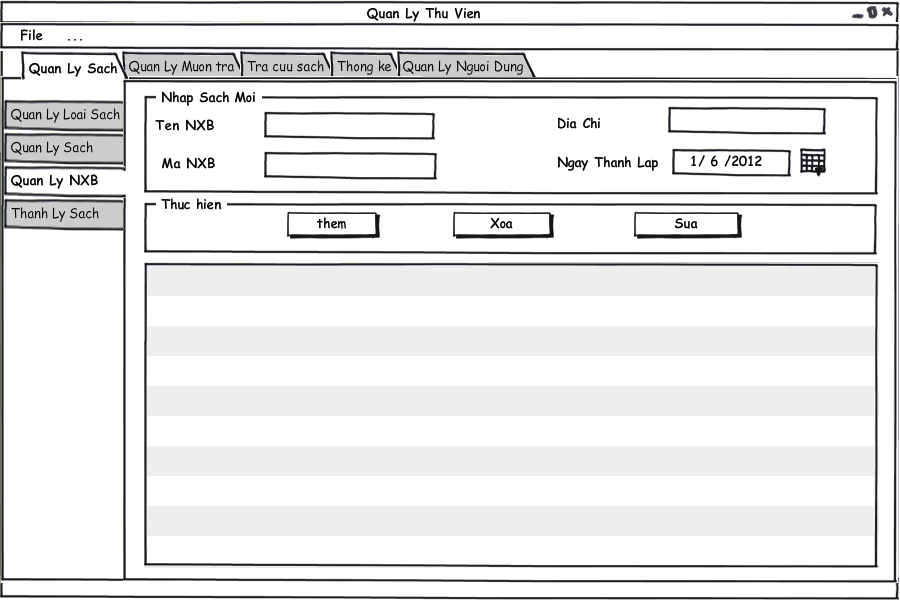 Quan Ly Thu Vien
File ...
Quan Ly Sach Quan Ly Muon tra Tra cuu sach Thong ke Quan Ly Nguoi Dung
Quan Ly Loai Sach
Quan Ly Sach
Quan Ly NXB
Thanh Ly Sach
Nhap Sach Moi
Ten NXB Dia Chi
Ma NXB Ngay Thanh Lap 1/ 6 /2012
Thuc hien
them Xoa Sua